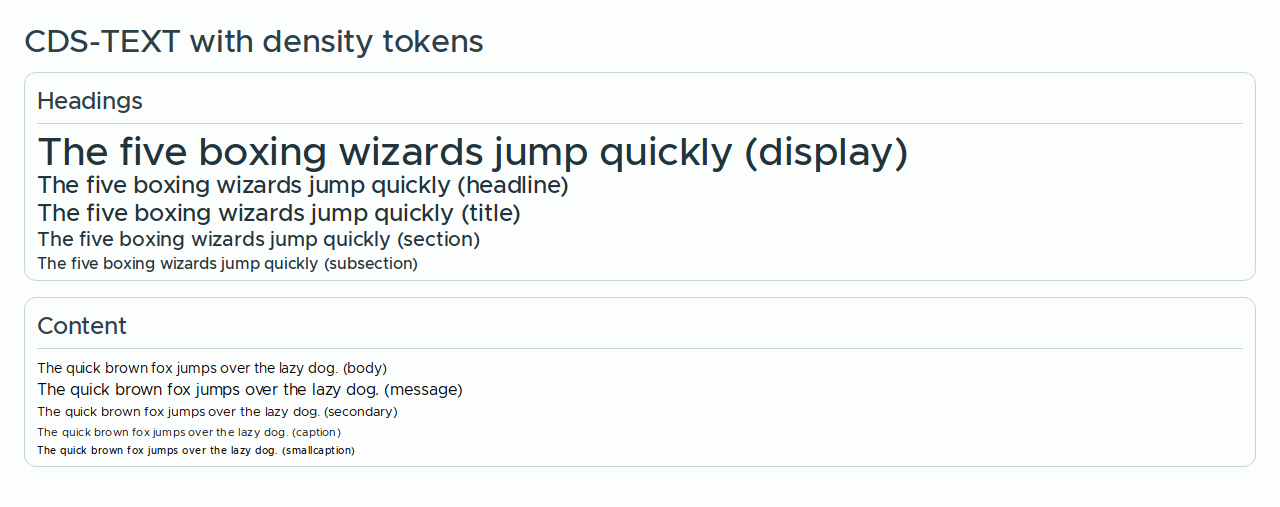 CDS-TEXT with density tokens
Headings
The five boxing wizards jump quickly (display)
The five boxing wizards jump quickly (headline)
The five boxing wizards jump quickly (title)
The five boxing wizards jump quickly (section)
The five boxing wizards jump quickly (subsection)
Content
The quick brown fox jumps over the lazy dog. (body)
The quick brown fox jumps over the lazy dog. (message)
The quick brown fox jumps over the lazy dog. (secondary)
The quick brown fox jumps over the lazy dog. (caption)
The quick brown fox jumps over the lazy dog. (smallcaption)